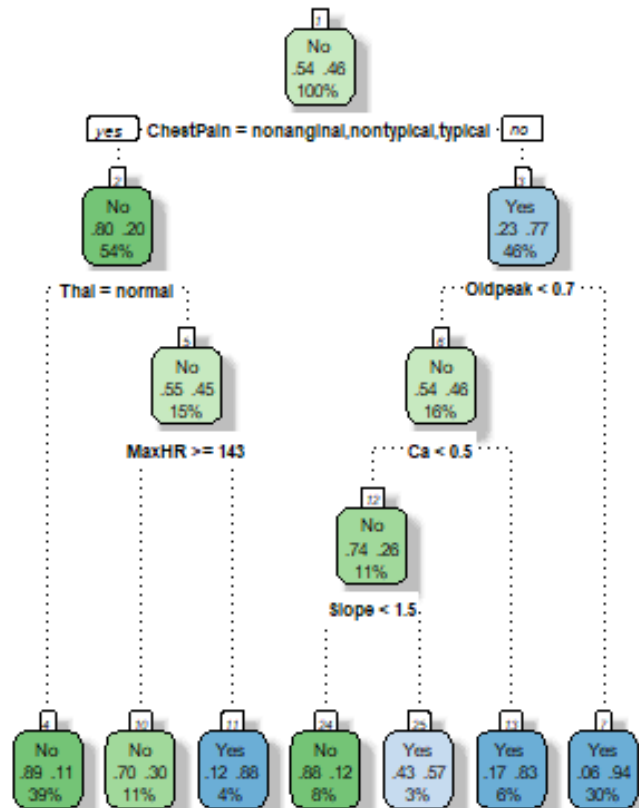 1
No
.54 .46
100%
yes ChestPain = nonanginal,nontypical,typical no
2
No
.80 .20
54%
3
Yes
.23 .77
46%
Thal = normal
Oldpeak < 0.7
5
No
.55 .45
15%
6
No
.54 .46
16%
MaxHR >= 143
Ca < 0.5
12
No
.74 .26
11%
Slope < 1.5
4
No
.89 .11
39%
10
No
.70 .30
11%
11
Yes
.12 .88
4%
24
No
.88 .12
8%
25
Yes
.43 .57
3%
13
Yes
.17 .83
6%
7
Yes
.06 .94
30%